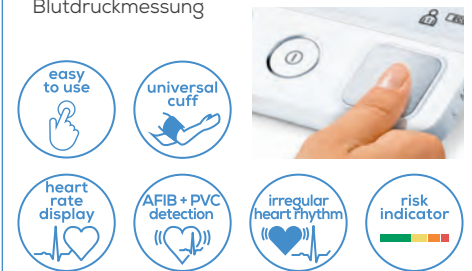 Blutdruckmessung
easy
to use
universal
cuff
heart
rate
display
AFIB + PVC
detection
irregular
heart rhythm
risk
indicator